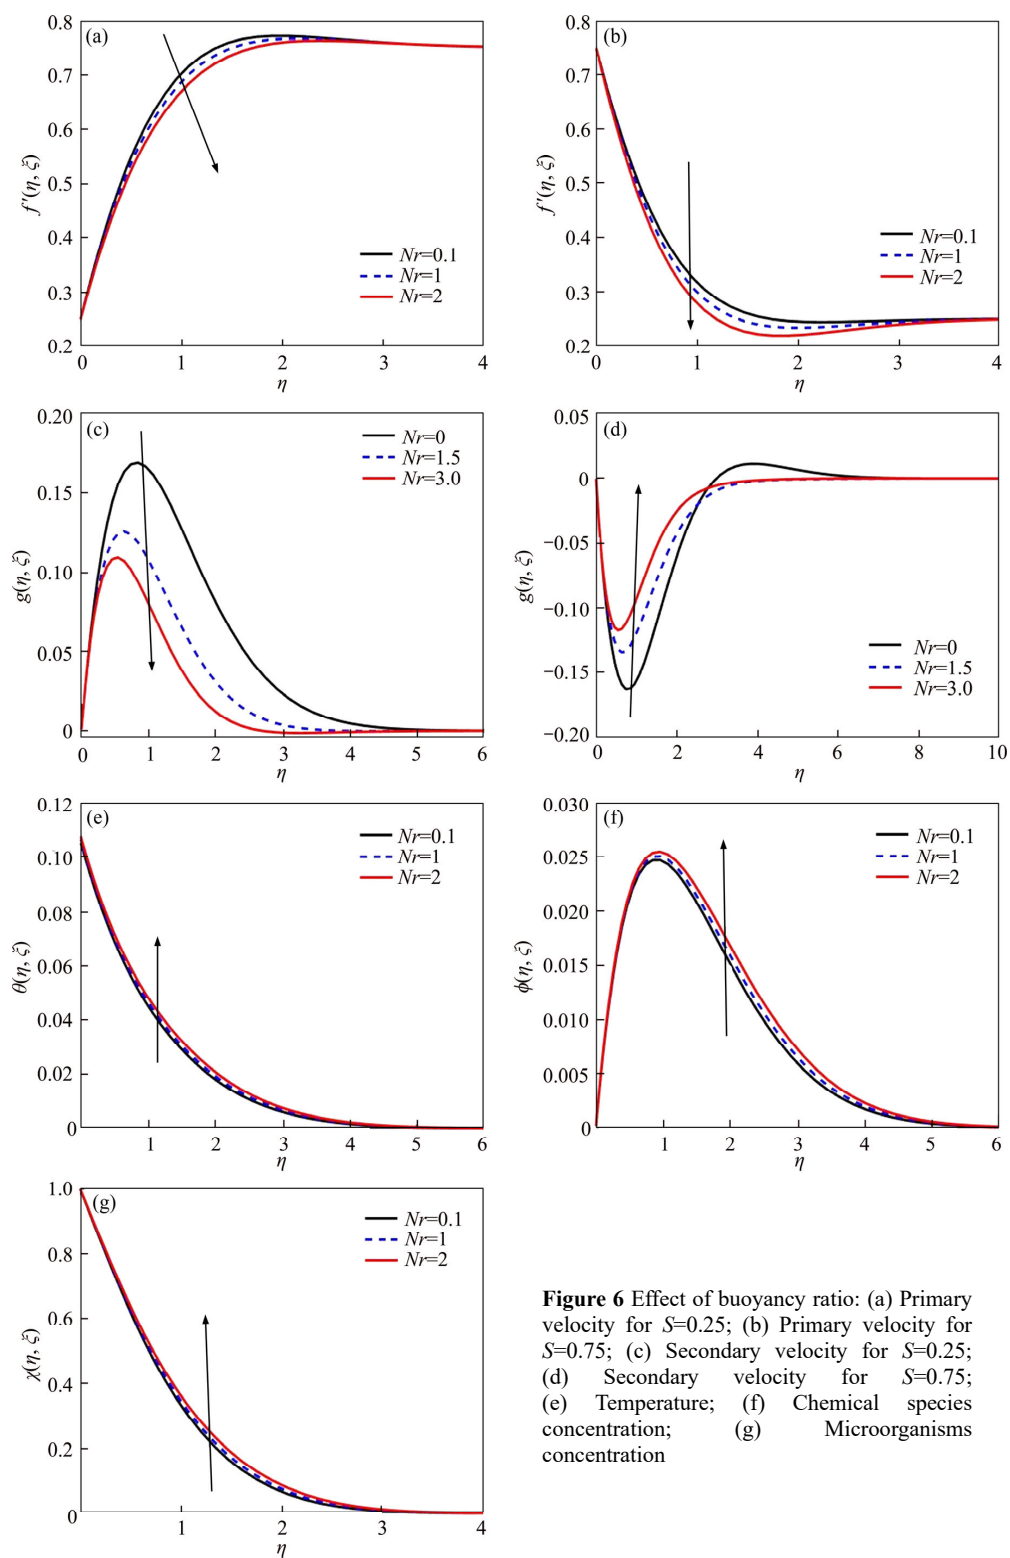 (a)
0.8
0.7
0.6
0.5
0.4
0.3
0.2
f′(η, ξ)
Nr=0.1
Nr=1
Nr=2
0 1 2 3 4
η
(b)
0.8
0.7
0.6
0.5
0.4
0.3
0.2
f′(η, ξ)
Nr=0.1
Nr=1
Nr=2
0 1 2 3 4
η
(c)
0.20
0.15
0.10
0.05
0
g(η, ξ)
Nr=0
Nr=1.5
Nr=3.0
0 1 2 3 4 5 6
η
(d)
0.05
0
−0.05
−0.10
−0.15
−0.20
g(η, ξ)
Nr=0
Nr=1.5
Nr=3.0
0 2 4 6 8 10
η
(e)
0.12
0.10
0.08
0.06
0.04
0.02
0
θ(η, ξ)
Nr=0.1
Nr=1
Nr=2
1 2 3 4 5 6
η
(f)
0.030
0.025
0.020
0.015
0.010
0.005
0
ϕ(η, ξ)
Nr=0.1
Nr=1
Nr=2
1 2 3 4 5 6
η
(g)
1.0
0.8
0.6
0.4
0.2
0
χ(η, ξ)
Nr=0.1
Nr=1
Nr=2
1 2 3 4
η
Figure 6 Effect of buoyancy ratio: (a) Primary
velocity for S=0.25; (b) Primary velocity for
S=0.75; (c) Secondary velocity for S=0.25;
(d) Secondary velocity for S=0.75;
(e) Temperature; (f) Chemical species
concentration; (g) Microorganisms
concentration